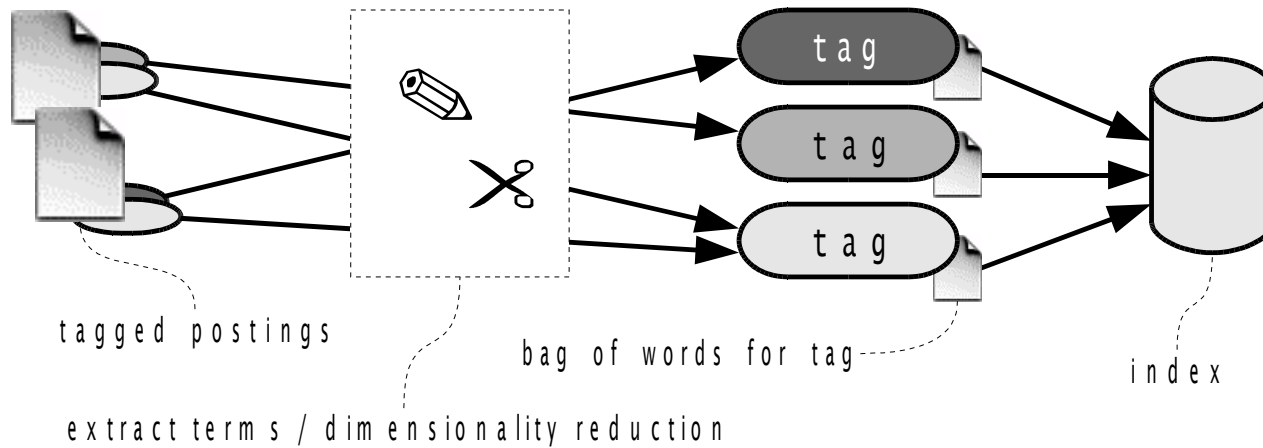 tag
tag
tag
tagged postings
bag of words for tag
index
extract terms / dimensionality reduction